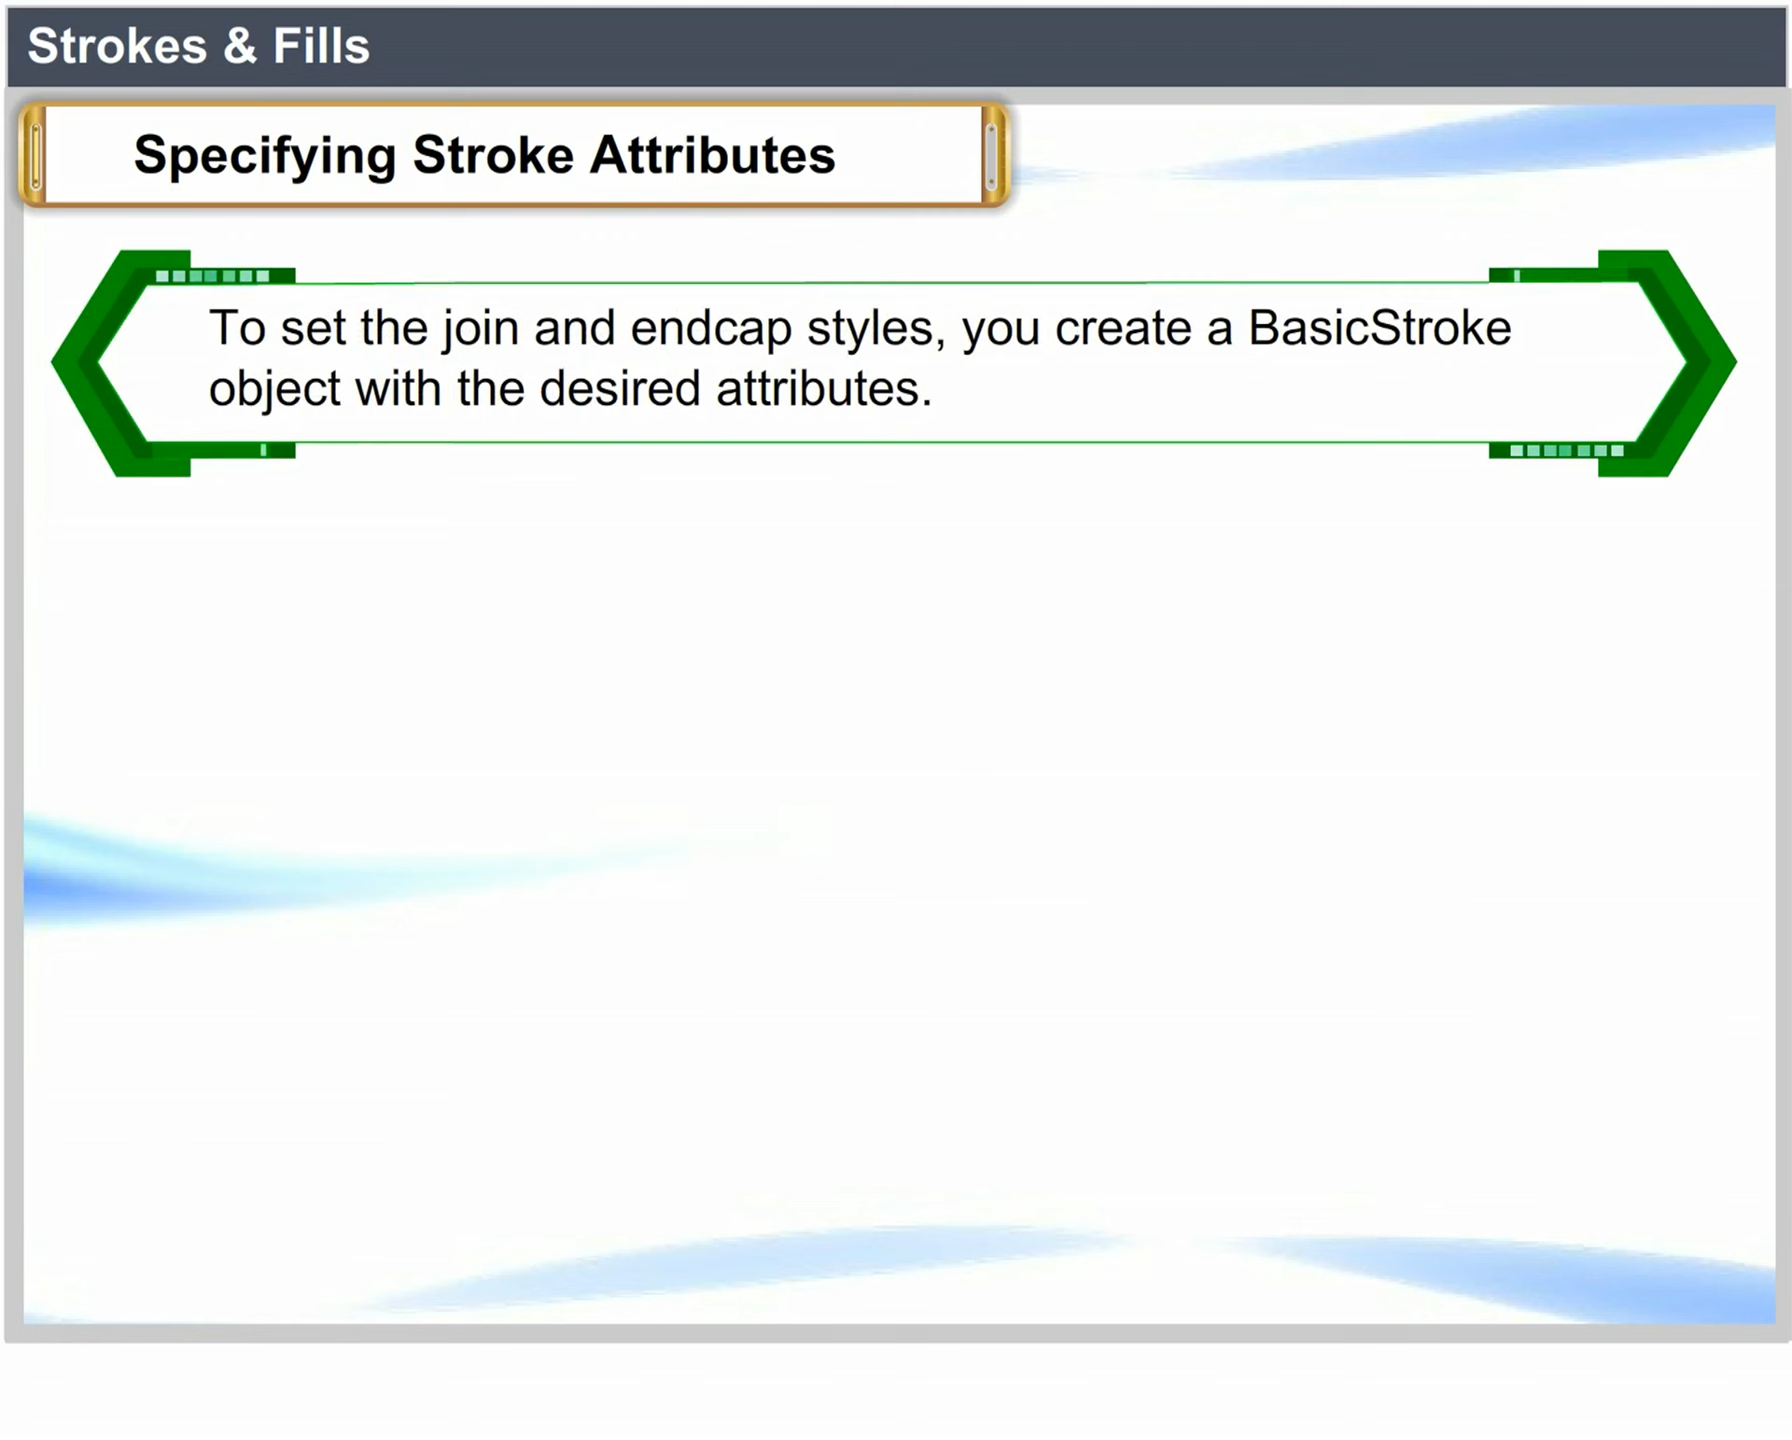 Strokes & Fills
Specifying Stroke Attributes
To set the join and endcap styles, you create a BasicStroke
object with the desired attributes.